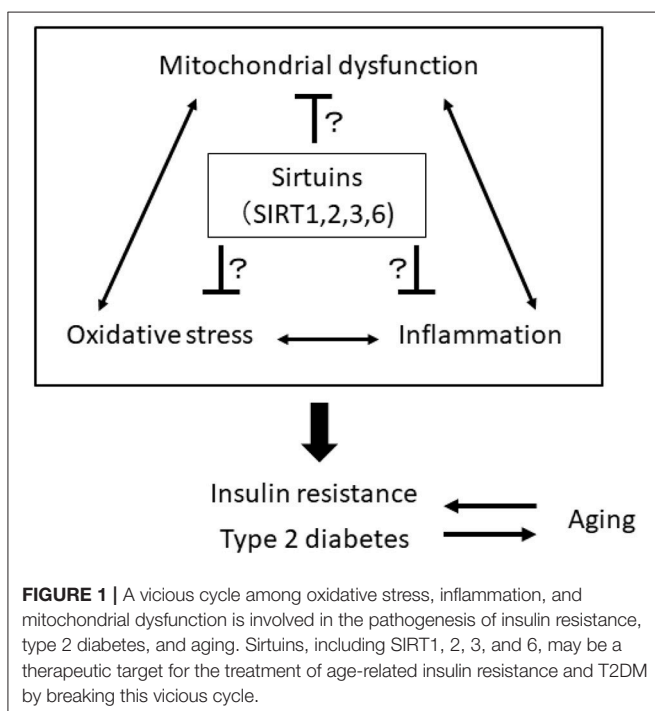 Mitochondrial dysfunction
?
Sirtuins
（SIRT1,2,3,6)
? ?
Oxidative stress Inflammation
Insulin resistance
Type 2 diabetes
Aging
FIGURE 1 | A vicious cycle among oxidative stress, inflammation, and
mitochondrial dysfunction is involved in the pathogenesis of insulin resistance,
type 2 diabetes, and aging. Sirtuins, including SIRT1, 2, 3, and 6, may be a
therapeutic target for the treatment of age-related insulin resistance and T2DM
by breaking this vicious cycle.